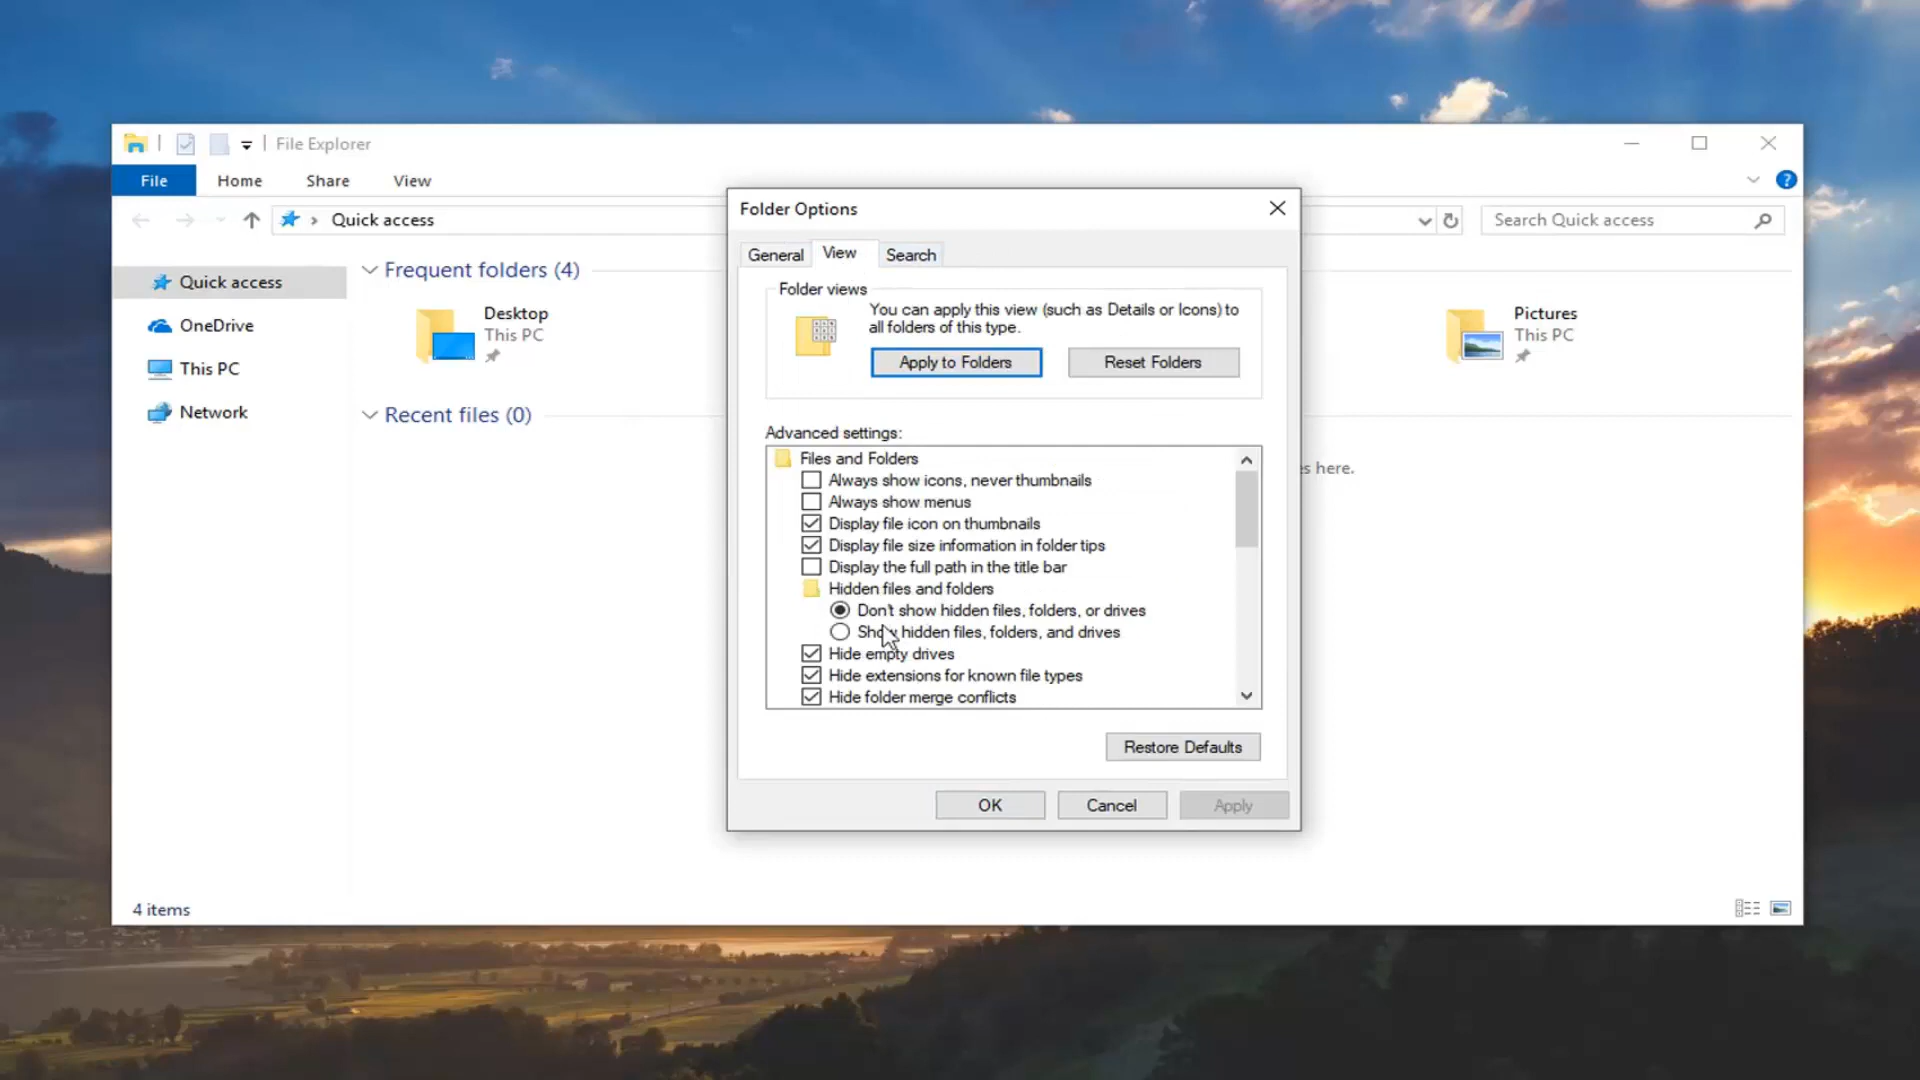 File Explorer
File Home Share View
Quick access
Search Quick access
Quick access
OneDrive
This PC
Network
Frequent folders (4)
Desktop
This PC
Pictures
This PC
Recent files (0)
s here.
4 items
Folder Options
General View Search
Folder views
You can apply this view (such as Details or Icons) to
all folders of this type.
Apply to Folders Reset Folders
Advanced settings:
Files and Folders
Always show icons, never thumbnails
Always show menus
Display file icon on thumbnails
Display file size information in folder tips
Display the full path in the title bar
Hidden files and folders
Don't show hidden files, folders, or drives
Show hidden files, folders, and drives
Hide empty drives
Hide extensions for known file types
Hide folder merge conflicts
Restore Defaults
OK Cancel Apply